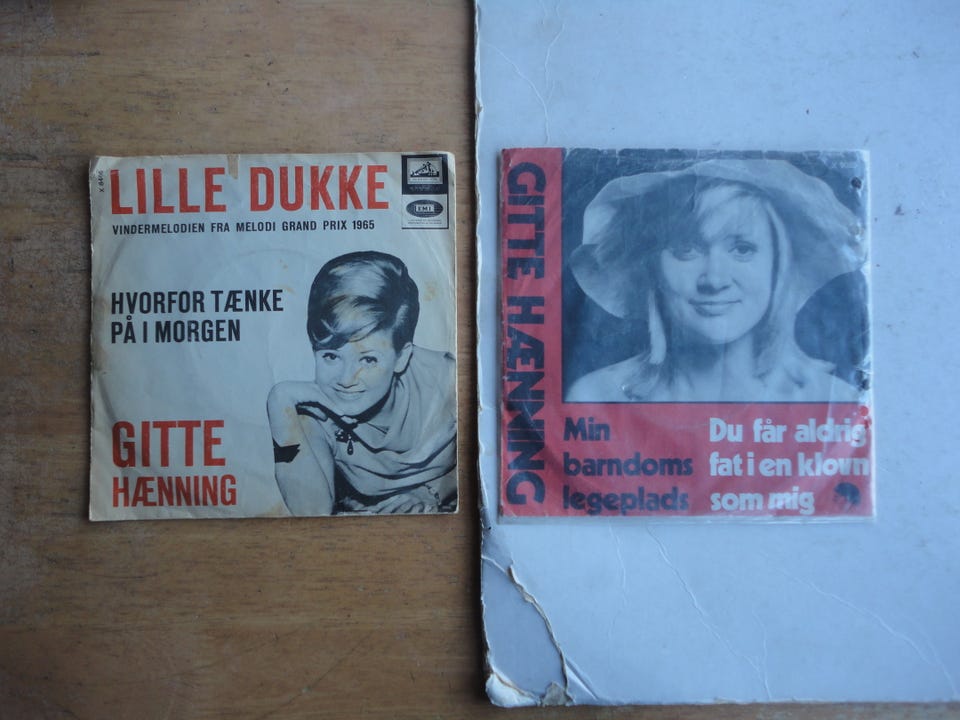 X 8466
LILLE DUKKE
VINDERMELODIEN FRA MELODI GRAND PRIX 1965
EMI
HVORFOR TÆNKE
PÅ I MORGEN
GITTE
HÆNNING
GITTE HÆNNING
Min
barndoms
legeplads
Du får aldrig
fat i en klovn
som mig